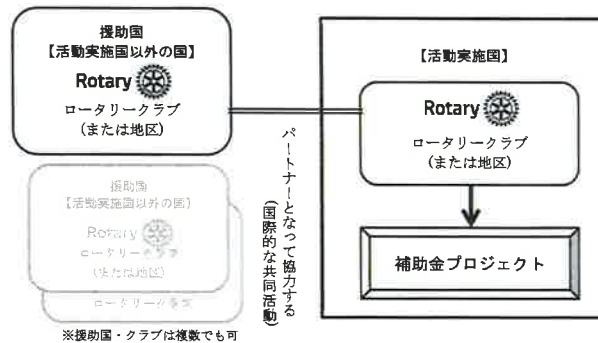 援助国
【活動実施国以外の国】
Rotary
ロータリークラブ
(または地区)
援助国
【活動実施国以外の国】
Rotary
ロータリークラブ
(または地区)
ロータリークラブ
※援助国・クラブは複数でも可
パートナーとなって協力する
(国際的な共同活動)
【活動実施国】
Rotary
ロータリークラブ
(または地区)
補助金プロジェクト